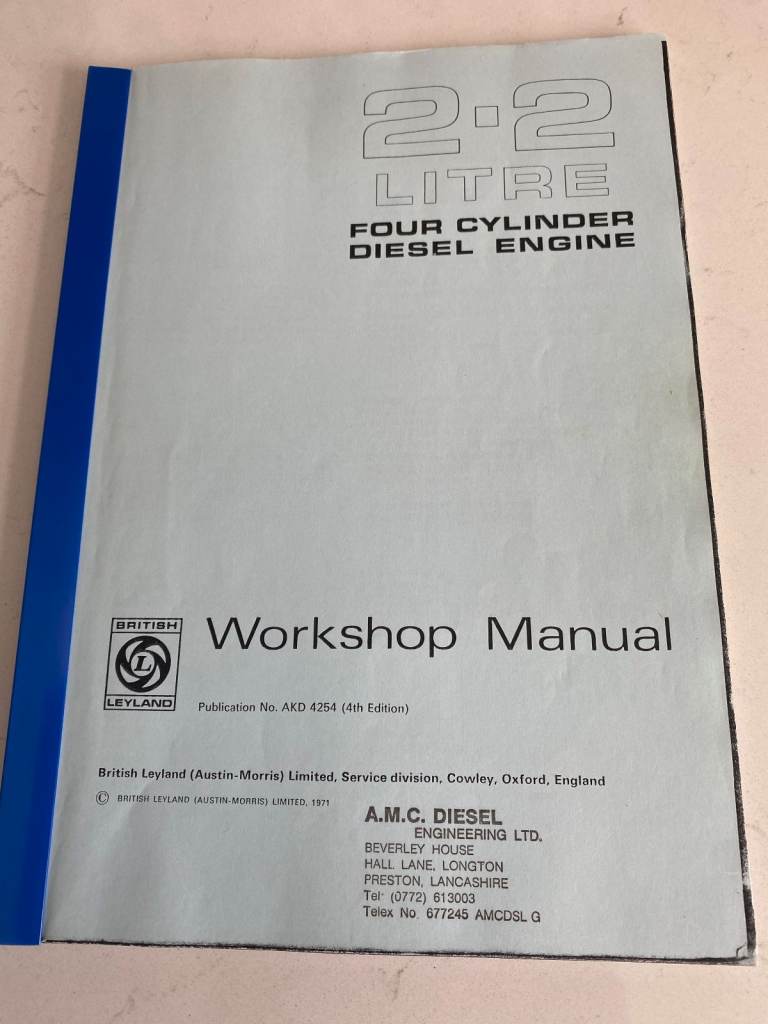 2·2
LITRE
FOUR CYLINDER
DIESEL ENGINE
BRITISH
L
LEYLAND
Workshop Manual
Publication No. AKD 4254 (4th Edition)
British Leyland (Austin-Morris) Limited, Service division, Cowley, Oxford, England
© BRITISH LEYLAND (AUSTIN-MORRIS) LIMITED, 1971
A.M.C. DIESEL
ENGINEERING LTD.
BEVERLEY HOUSE
HALL LANE, LONGTON
PRESTON, LANCASHIRE
Tel: (0772) 613003
Telex No. 677245 AMCDSL G